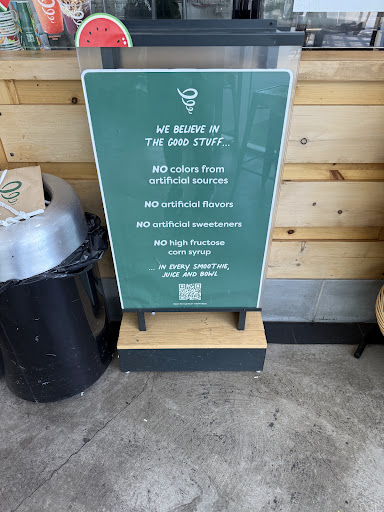 WE BELIEVE IN
THE GOOD STUFF...
NO colors from
artificial sources
NO artificial flavors
NO artificial sweeteners
NO high fructose
corn syrup
... IN EVERY SMOOTHIE,
JUICE AND BOWL